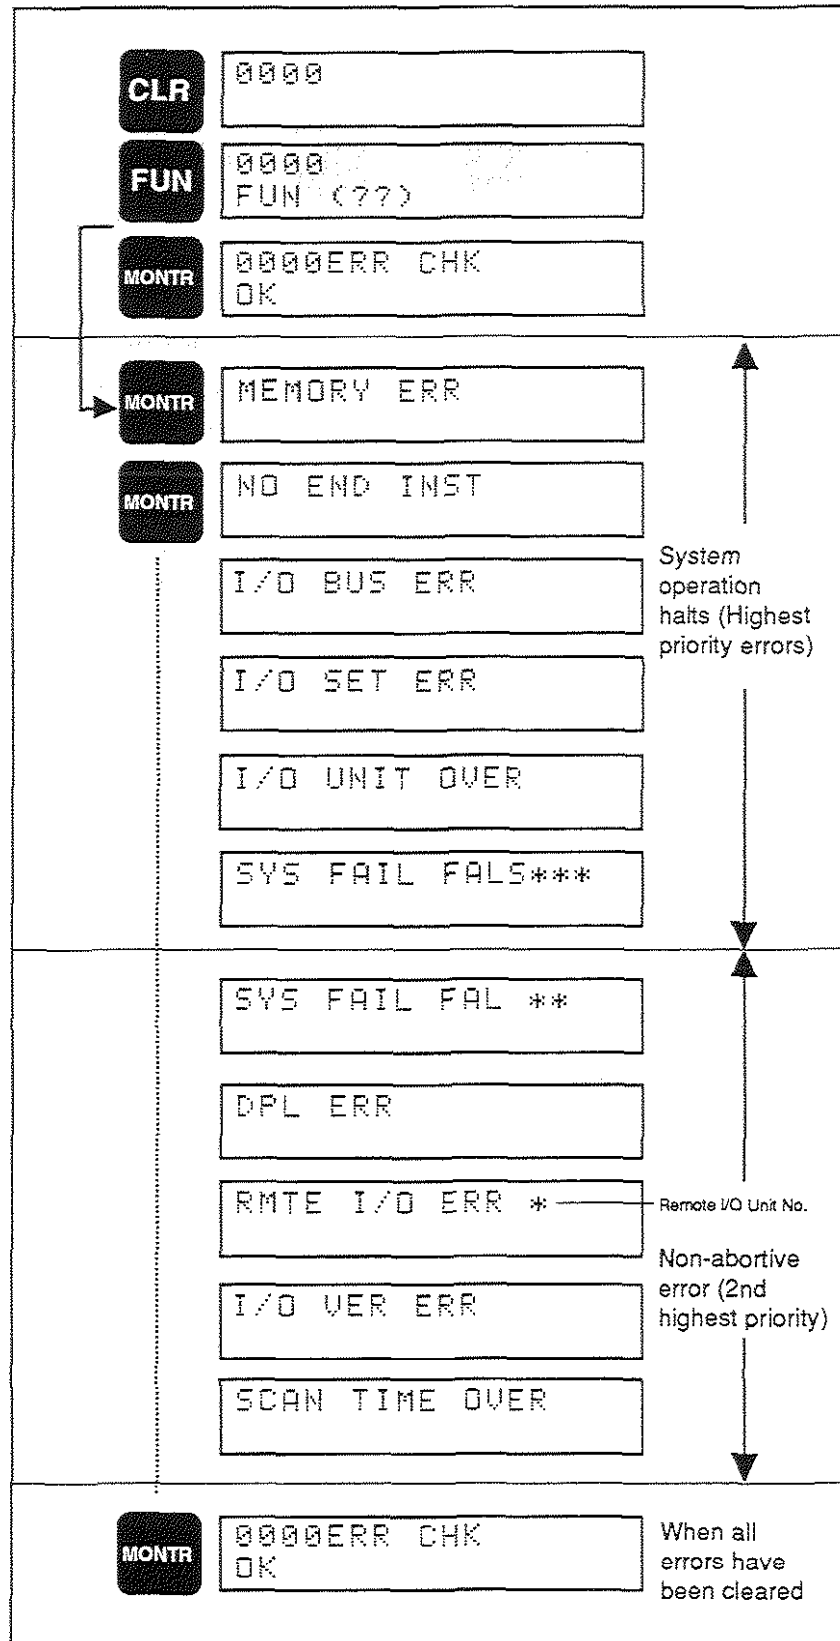 CLR
0000
FUN
0000
FUN (??)
MONTR
0000ERR CHK
OK
MONTR
MEMORY ERR
MONTR
NO END INST
I/O BUS ERR
System
operation
halts (Highest
priority errors)
I/O SET ERR
I/O UNIT OVER
SYS FAIL FALS***
SYS FAIL FAL **
DPL ERR
RMTE I/O ERR *
Remote I/O Unit No.
Non-abortive
error (2nd
highest priority)
I/O VER ERR
SCAN TIME OVER
MONTR
0000ERR CHK
OK
When all
errors have
been cleared